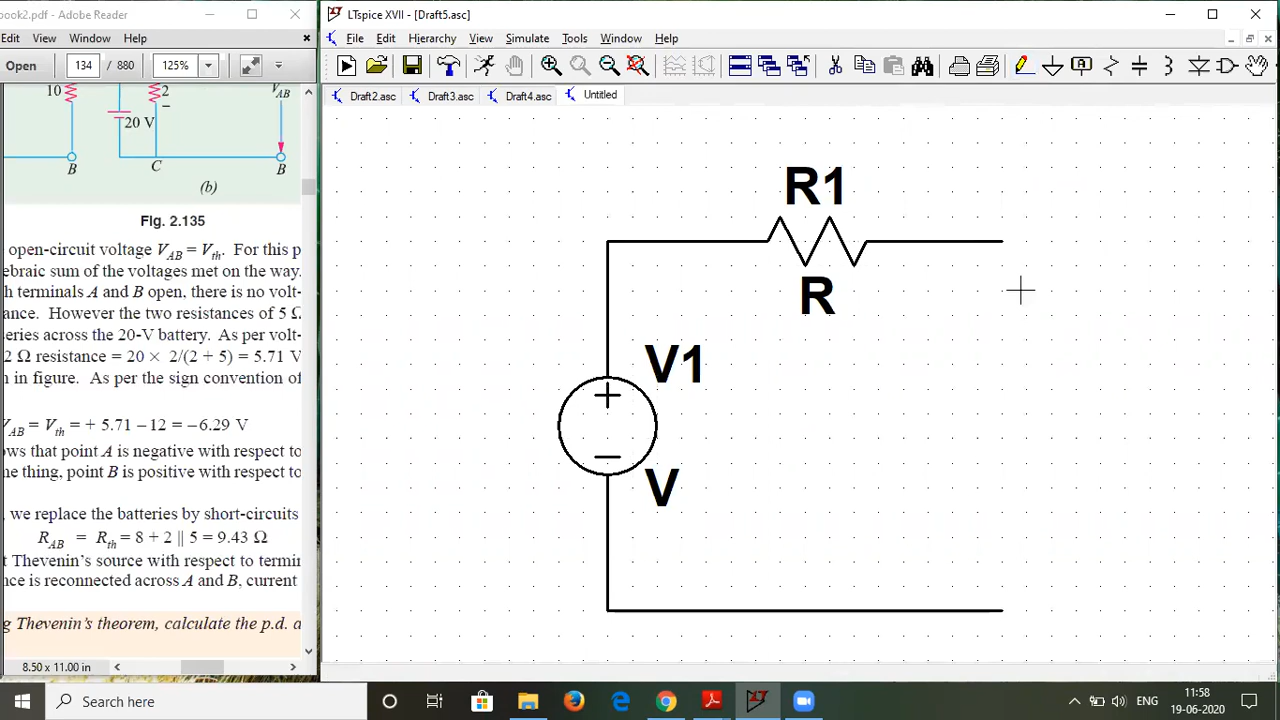 book2.pdf - Adobe Reader
Edit View Window Help
Open 134 / 880 125%
10
2
20 V
V_AB
B
C
B
(b)
Fig. 2.135
open-circuit voltage V_AB = V_th. For this p
ebraic sum of the voltages met on the way.
h terminals A and B open, there is no volt-
ance. However the two resistances of 5 Ω
eries across the 20-V battery. As per volt-
2 Ω resistance = 20 × 2/(2 + 5) = 5.71 V
n in figure. As per the sign convention of
V_AB = V_th = + 5.71 –12 = –6.29 V
ows that point A is negative with respect to
ne thing, point B is positive with respect to
, we replace the batteries by short-circuits
R_AB = R_th = 8 + 2 || 5 = 9.43 Ω
t Thevenin's source with respect to termin
nce is reconnected across A and B, current
g Thevenin's theorem, calculate the p.d. a
8.50 x 11.00 in
LTspice XVII - [Draft5.asc]
File Edit Hierarchy View Simulate Tools Window Help
Draft2.asc Draft3.asc Draft4.asc Untitled
R1
R
V1
V
Search here
ENG
11:58
19-06-2020